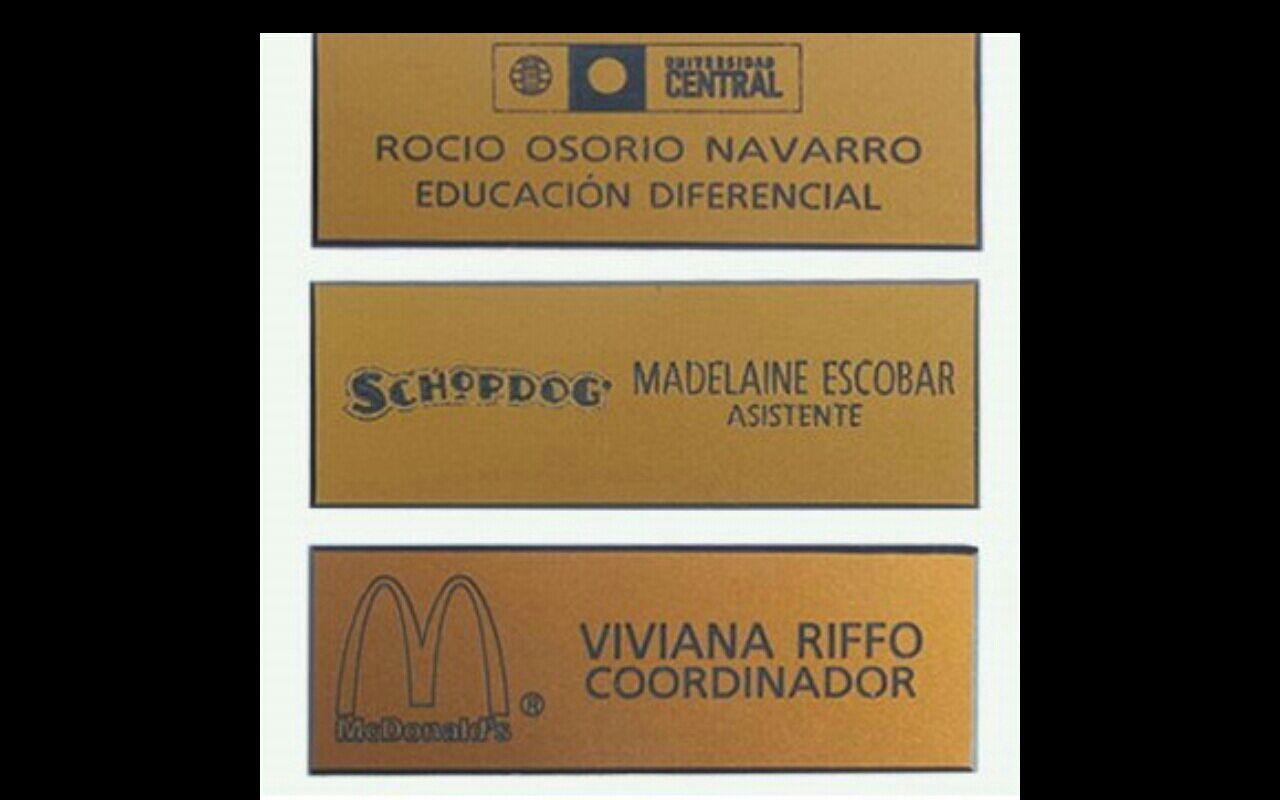 UNIVERSIDAD
CENTRAL
ROCIO OSORIO NAVARRO
EDUCACIÓN DIFERENCIAL
SCHOPDOG
MADELAINE ESCOBAR
ASISTENTE
McDonald's ®
VIVIANA RIFFO
COORDINADOR